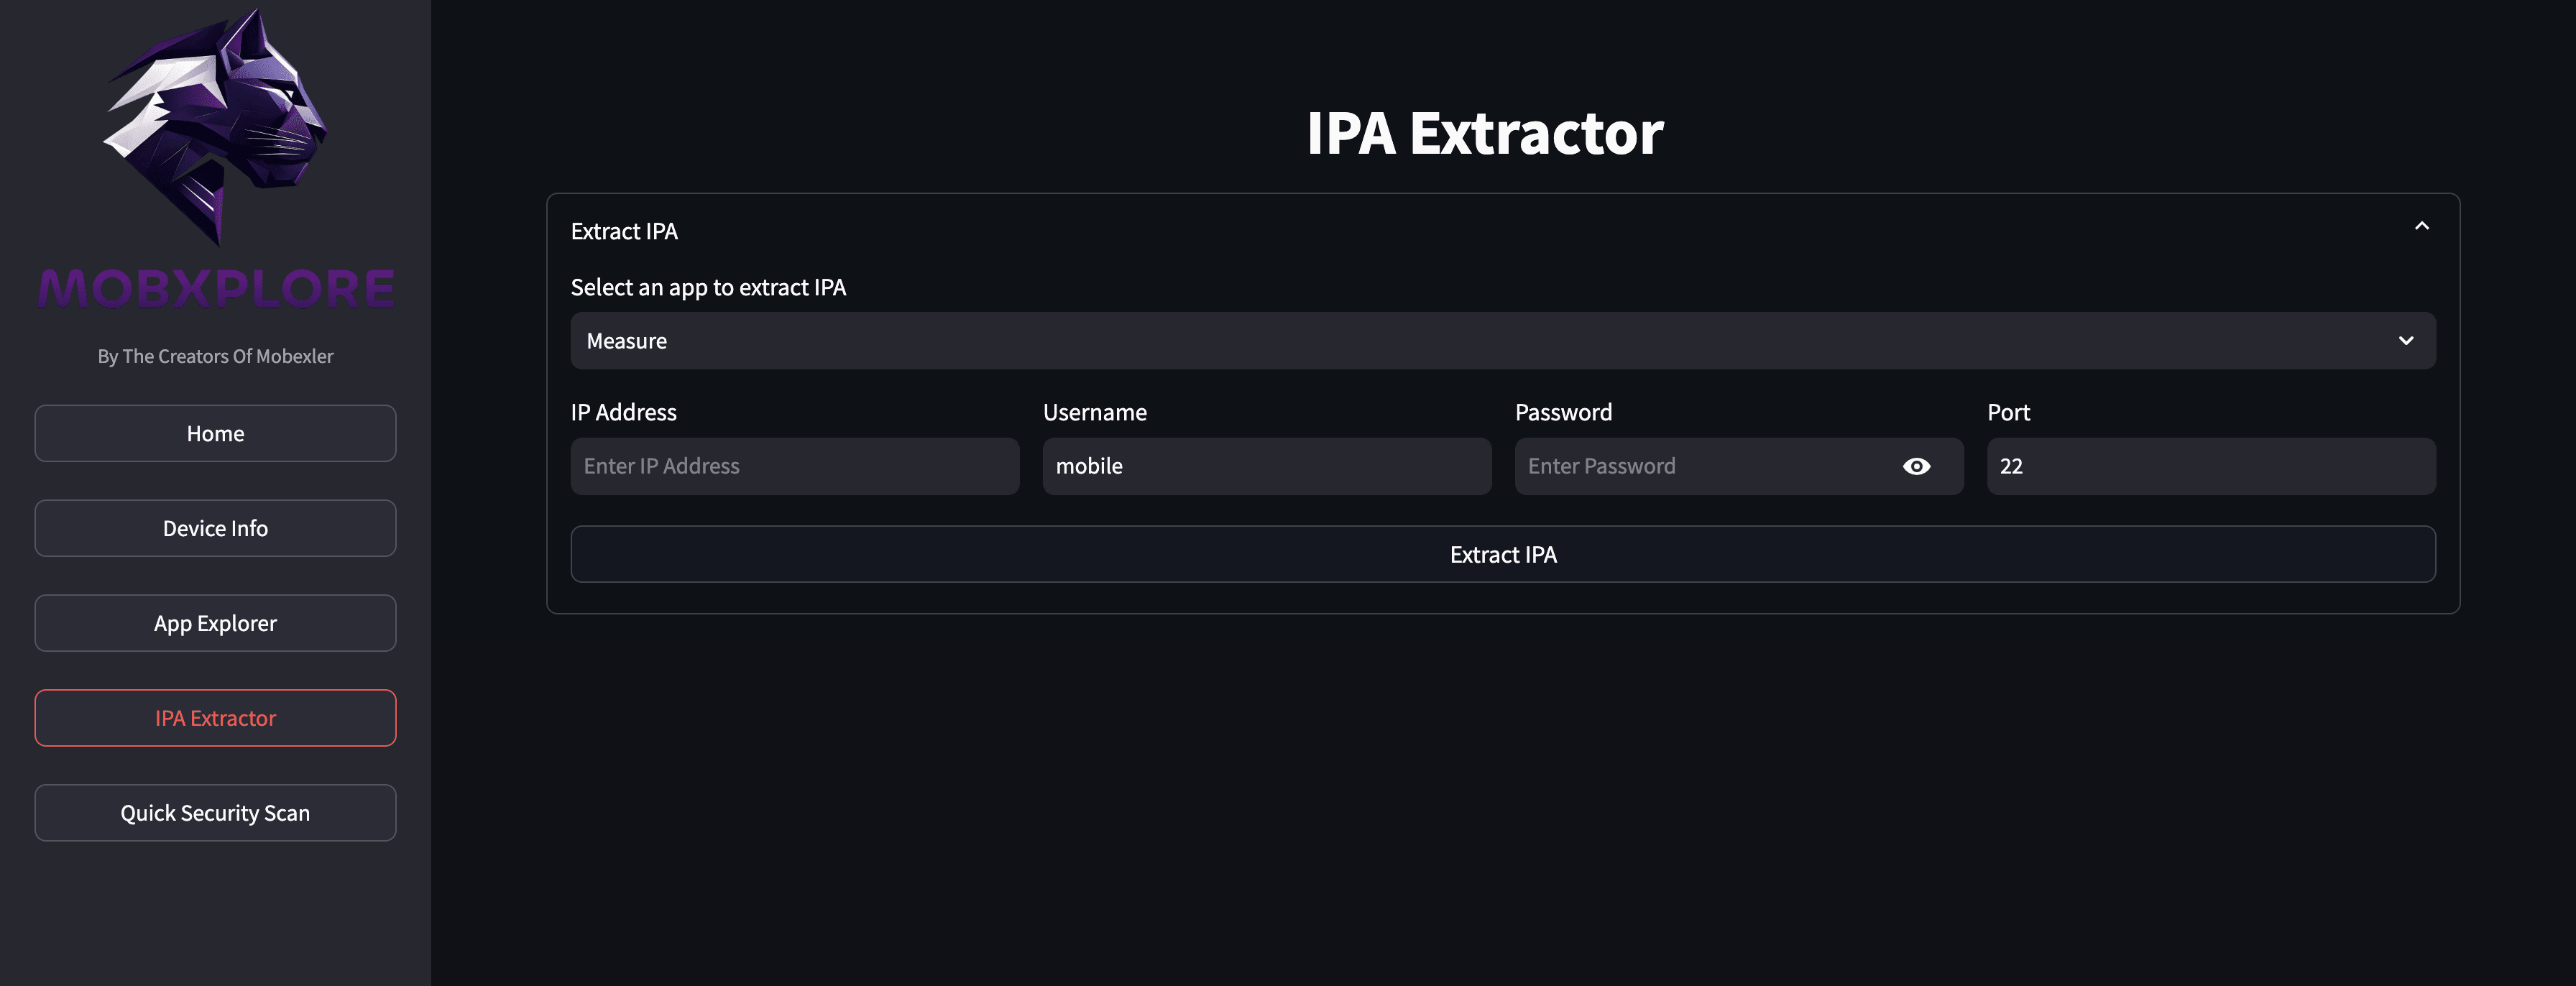 MOBXPLORE
By The Creators Of Mobexler
Home
Device Info
App Explorer
IPA Extractor
Quick Security Scan
IPA Extractor
Extract IPA
Select an app to extract IPA
Measure
IP Address Username Password Port
Enter IP Address mobile Enter Password 22
Extract IPA